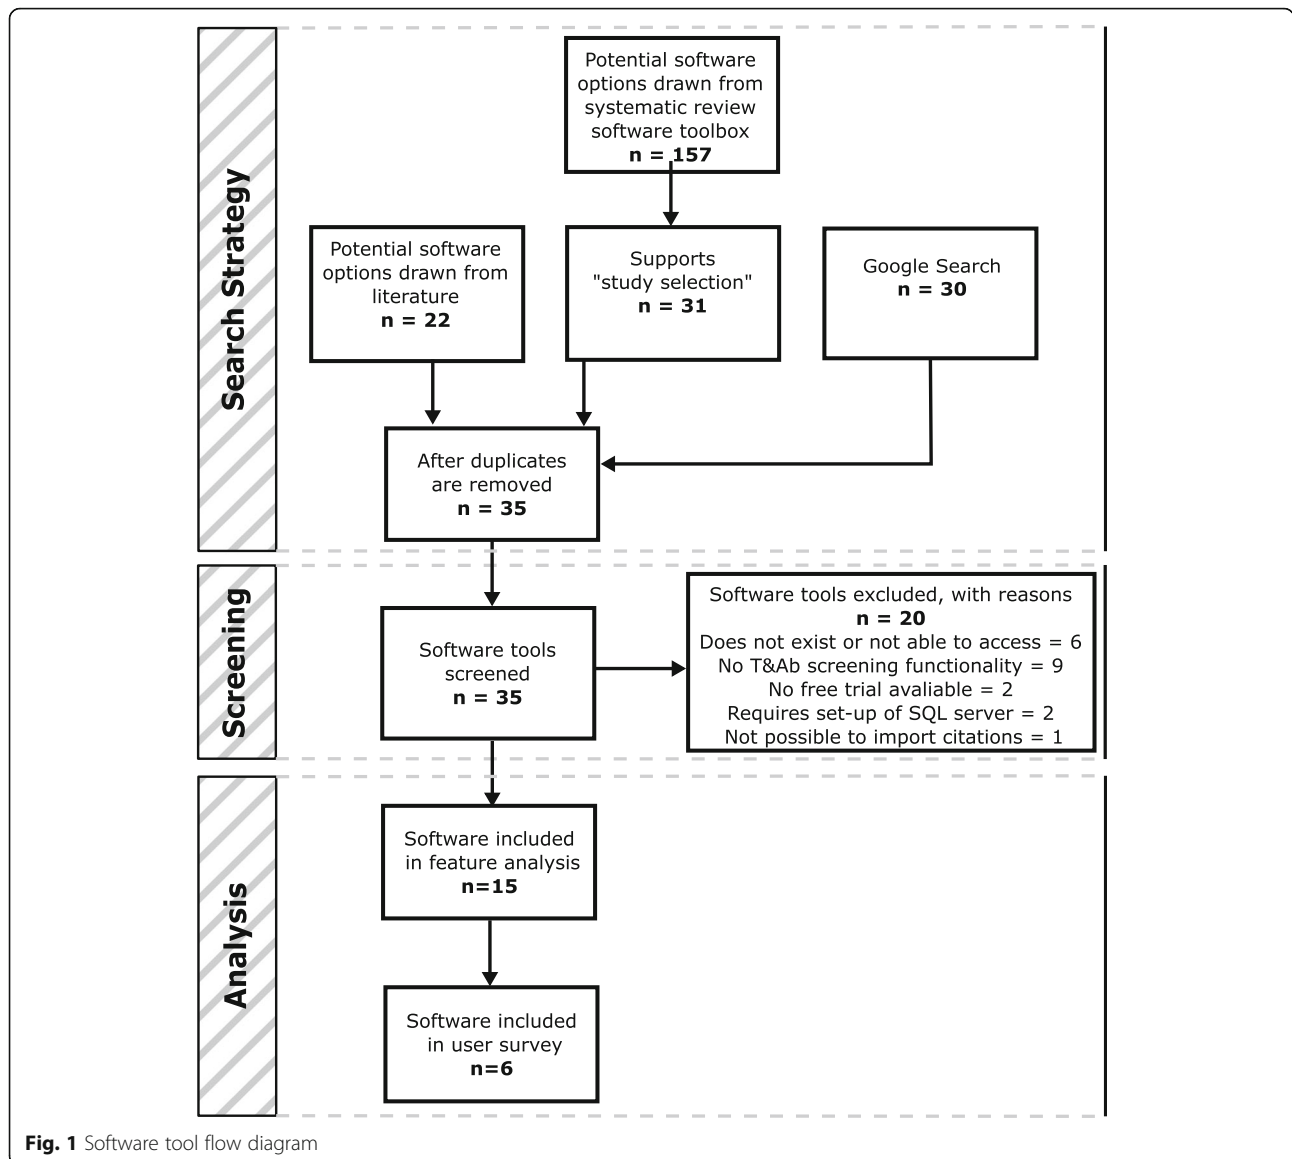 Search Strategy
Potential software
options drawn from
systematic review
software toolbox
n = 157
Potential software
options drawn from
literature
n = 22
Supports
"study selection"
n = 31
Google Search
n = 30
After duplicates
are removed
n = 35
Screening
Software tools
screened
n = 35
Software tools excluded, with reasons
n = 20
Does not exist or not able to access = 6
No T&Ab screening functionality = 9
No free trial avaliable = 2
Requires set-up of SQL server = 2
Not possible to import citations = 1
Analysis
Software included
in feature analysis
n=15
Software included
in user survey
n=6
Fig. 1 Software tool flow diagram